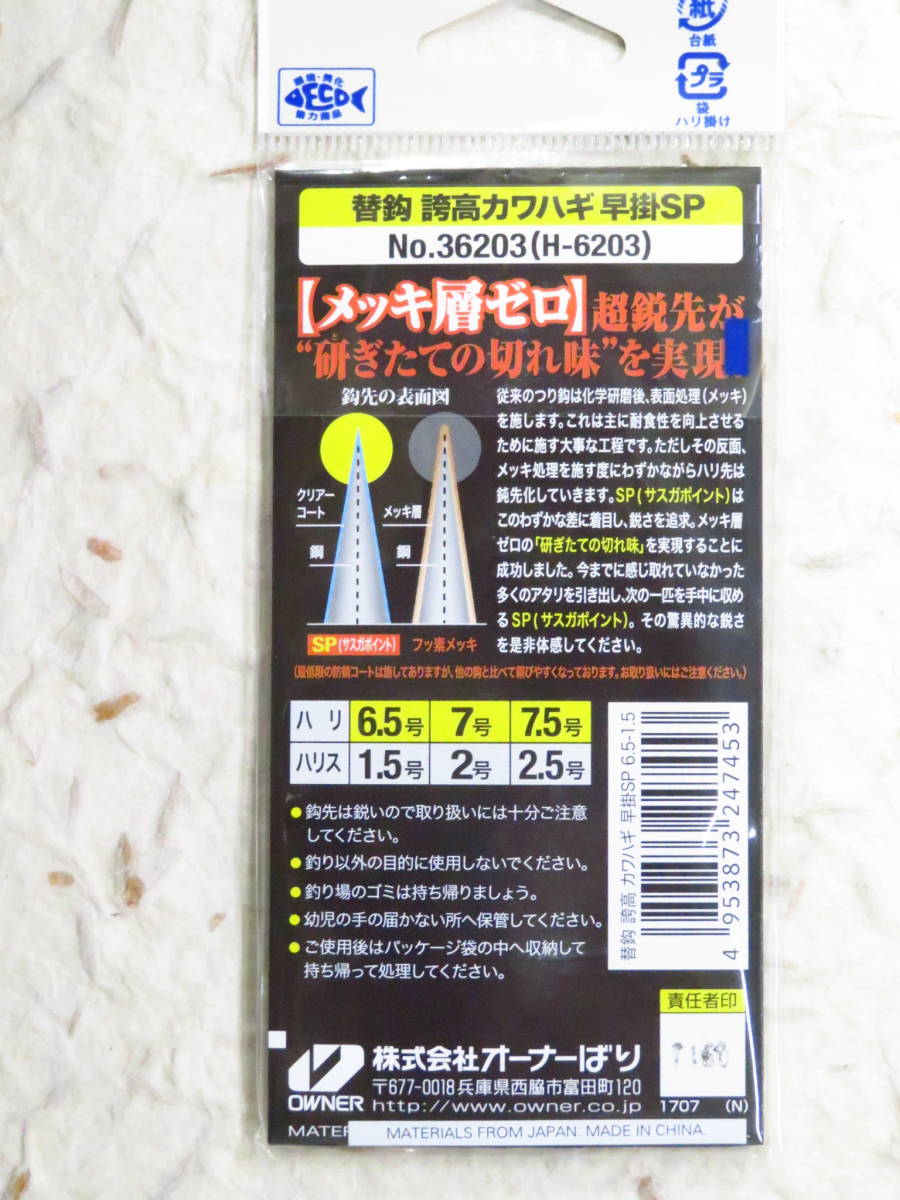 紙
台紙
プラ
袋
ハリ掛け
環境・美化
ECO
協力商品
替鈎 誇高カワハギ 早掛SP
No.36203(H-6203)
【メッキ層ゼロ】超鋭先が
“研ぎたての切れ味”を実現
鈎先の表面図
クリアー
コート
鋼
メッキ層
鋼
SP(サスガポイント)
フッ素メッキ
従来のつり鈎は化学研磨後、表面処理(メッキ)
を施します。これは主に耐食性を向上させる
ために施す大事な工程です。ただしその反面、
メッキ処理を施す度にわずかながらハリ先は
鈍先化していきます。SP(サスガポイント)は
このわずかな差に着目し、鋭さを追求。メッキ層
ゼロの「研ぎたての切れ味」を実現することに
成功しました。今までに感じ取れていなかった
多くのアタリを引き出し、次の一匹を手中に収め
るSP(サスガポイント)。その驚異的な鋭さ
を是非体感してください。
(最低限の防錆コートは施してありますが、他の鈎と比べて錆びやすくなっております。お取り扱いにはご注意ください。)
ハリ 6.5号 7号 7.5号
ハリス 1.5号 2号 2.5号
●鈎先は鋭いので取り扱いには十分ご注意
してください。
●釣り以外の目的に使用しないでください。
●釣り場のゴミは持ち帰りましょう。
●幼児の手の届かない所へ保管してください。
●ご使用後はパッケージ袋の中へ収納して
持ち帰って処理してください。
替鈎 誇高 カワハギ 早掛SP 6.5-1.5
4 953873 247453
責任者印
OWNER
株式会社オーナーばり
〒677-0018兵庫県西脇市富田町120
http://www.owner.co.jp 1707 (N)
MATERIALS FROM JAPAN. MADE IN CHINA.